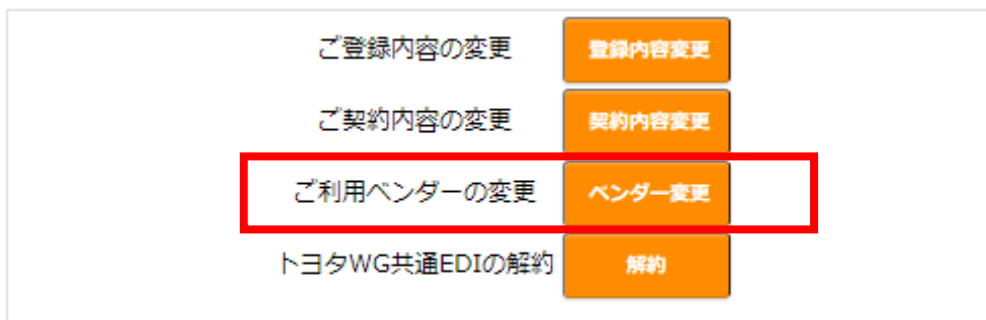 ご登録内容の変更 登録内容変更
ご契約内容の変更 契約内容変更
ご利用ベンダーの変更 ベンダー変更
トヨタWG共通EDIの解約 解約